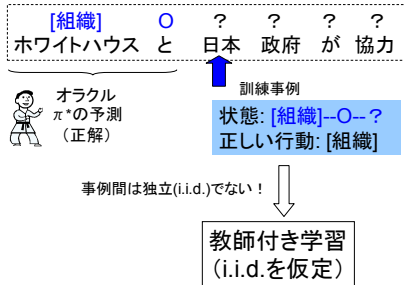 [組織] O ? ? ? ?
ホワイトハウス と 日本 政府 が 協力
オラクル
π*の予測
(正解)
訓練事例
状態: [組織]--O--?
正しい行動: [組織]
事例間は独立(i.i.d.)でない!
教師付き学習
(i.i.d.を仮定)